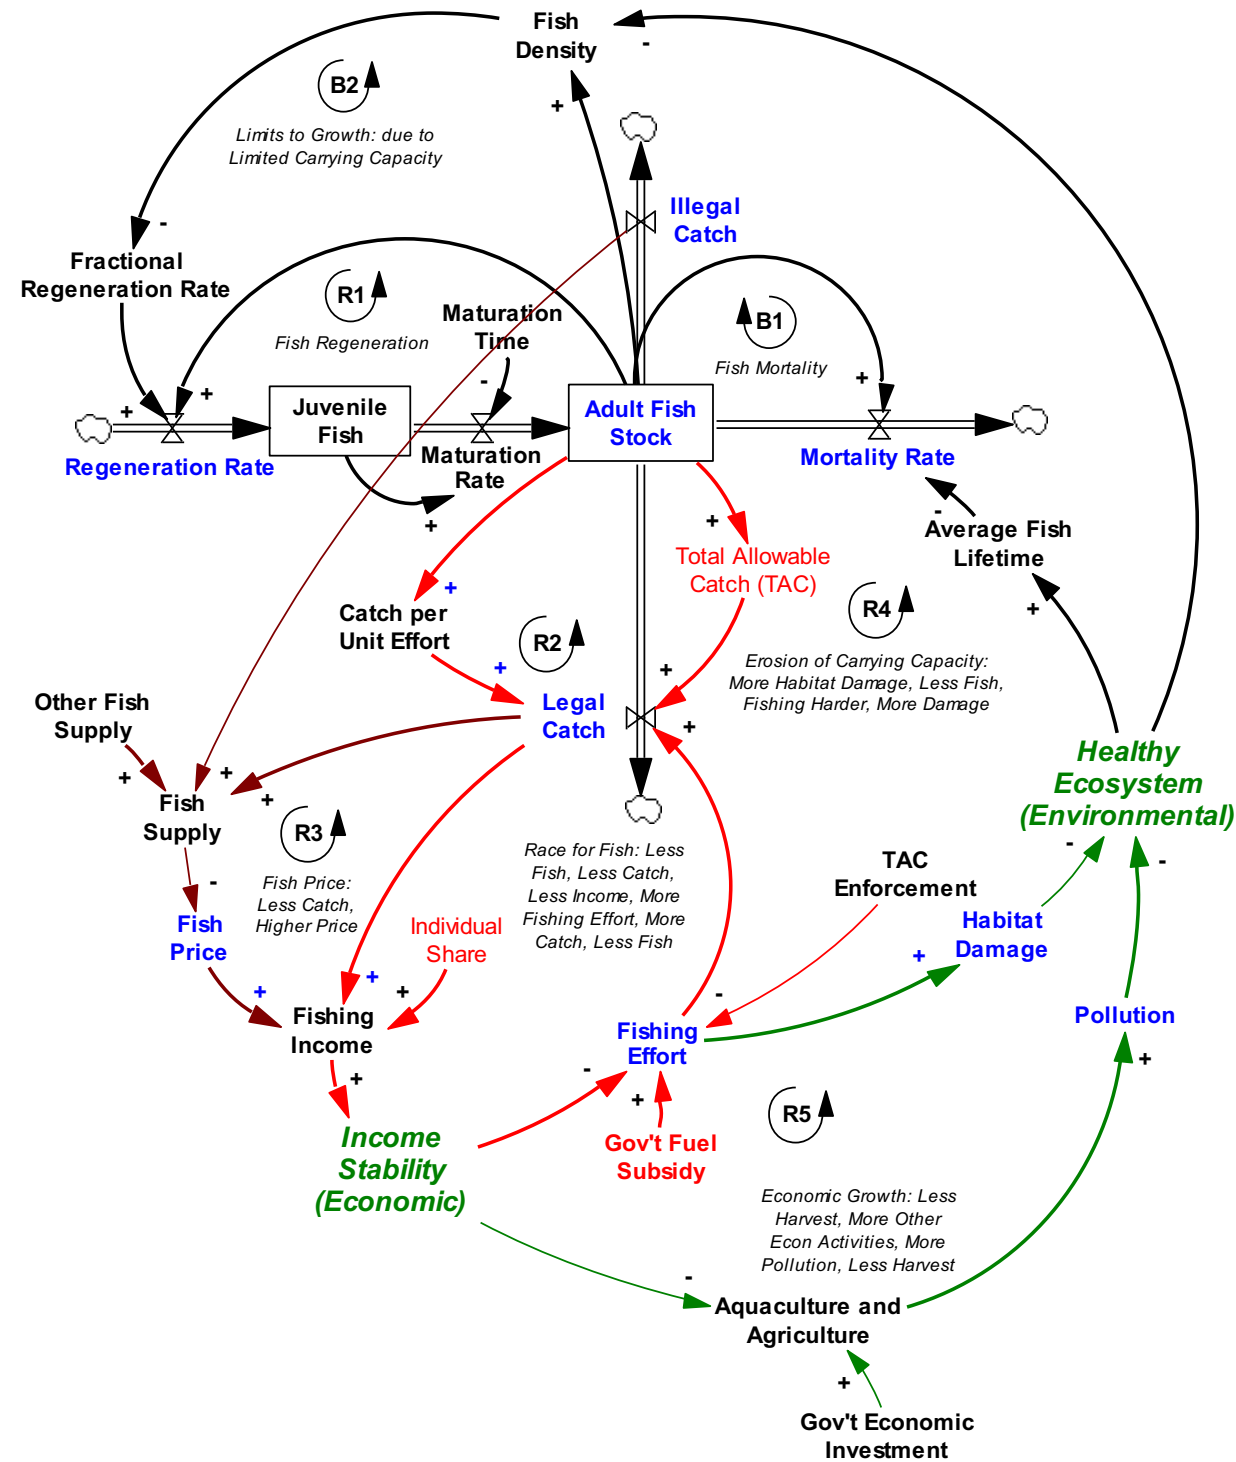 Fish
Density
-
B2
+
Limits to Growth: due to
Limited Carrying Capacity
Illegal
Catch
-
Fractional
Regeneration Rate
R1
Fish Regeneration
Maturation
Time
-
B1
Fish Mortality
+
+
+
Juvenile
Fish
Adult Fish
Stock
Regeneration Rate
Maturation
Rate
+
Mortality Rate
-
Average Fish
Lifetime
+
+
Total Allowable
Catch (TAC)
+
Catch per
Unit Effort
R2
R4
Erosion of Carrying Capacity:
More Habitat Damage, Less Fish,
Fishing Harder, More Damage
+
+
Legal
Catch
+
Other Fish
Supply
+
+
+
Fish
Supply
R3
Fish Price:
Less Catch,
Higher Price
-
Healthy
Ecosystem
(Environmental)
-
-
Race for Fish: Less
Fish, Less Catch,
Less Income, More
Fishing Effort, More
Catch, Less Fish
TAC
Enforcement
Fish
Price
Individual
Share
Habitat
Damage
+
+
+
+
-
Fishing
Income
+
Fishing
Effort
Pollution
+
-
+
Gov't Fuel
Subsidy
R5
Income
Stability
(Economic)
Economic Growth: Less
Harvest, More Other
Econ Activities, More
Pollution, Less Harvest
-
Aquaculture and
Agriculture
+
Gov't Economic
Investment